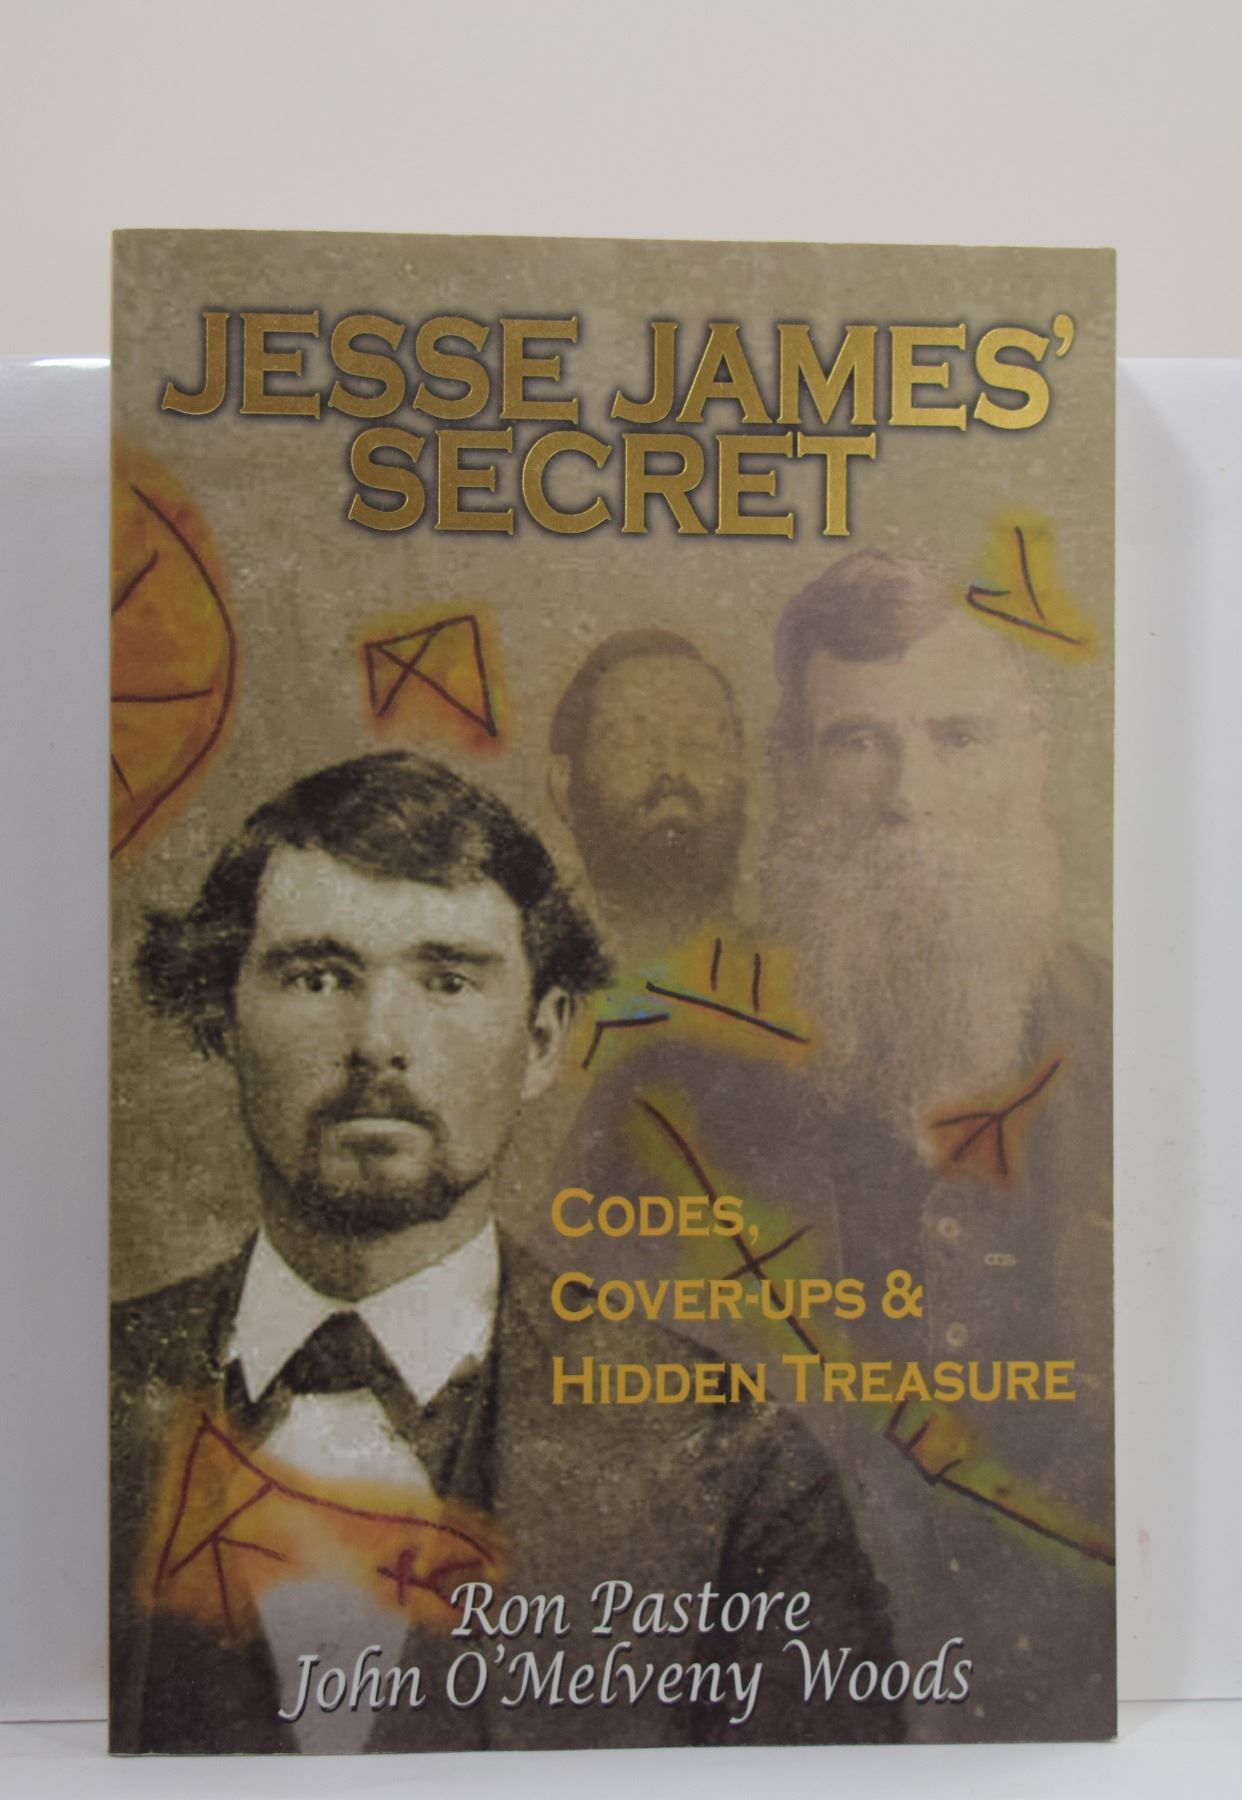 JESSE JAMES'
SECRET
CODES,
COVER-UPS &
HIDDEN TREASURE
Ron Pastore
John O'Melveny Woods